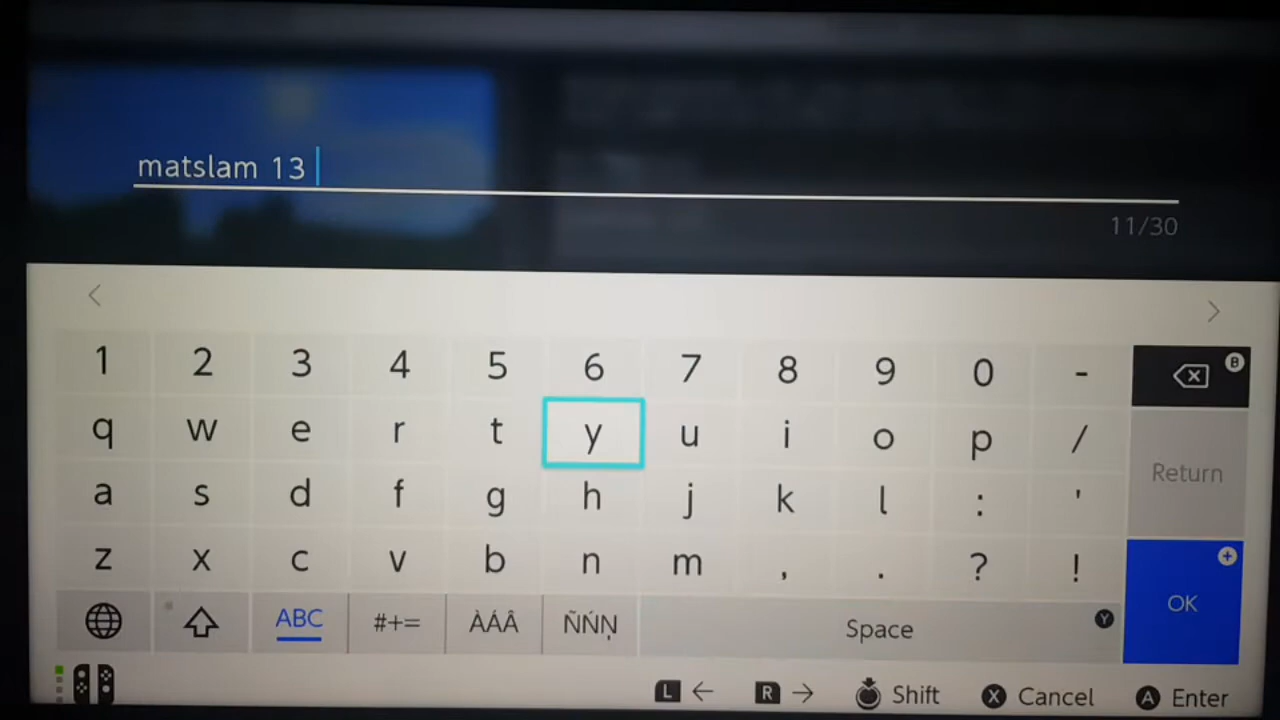 matslam 13
11/30
< >
1 2 3 4 5 6 7 8 9 0 -
q w e r t y u i o p /
a s d f g h j k l : '
z x c v b n m , . ? !
B
Return
+
OK
ABC #+= ÀÁÂ ÑŃŅ Space Y
L ← R → Shift X Cancel A Enter